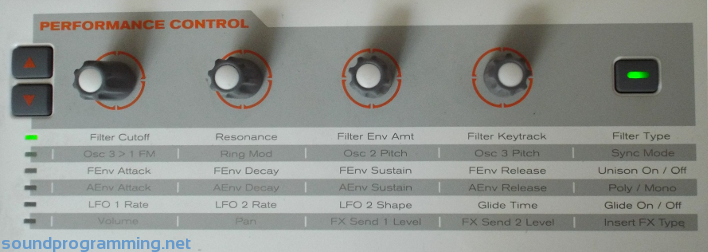 PERFORMANCE CONTROL
Filter Cutoff Resonance Filter Env Amt Filter Keytrack Filter Type
Osc 3 > 1 FM Ring Mod Osc 2 Pitch Osc 3 Pitch Sync Mode
FEnv Attack FEnv Decay FEnv Sustain FEnv Release Unison On / Off
AEnv Attack AEnv Decay AEnv Sustain AEnv Release Poly / Mono
LFO 1 Rate LFO 2 Rate LFO 2 Shape Glide Time Glide On / Off
Volume Pan FX Send 1 Level FX Send 2 Level Insert FX Type
soundprogramming.net